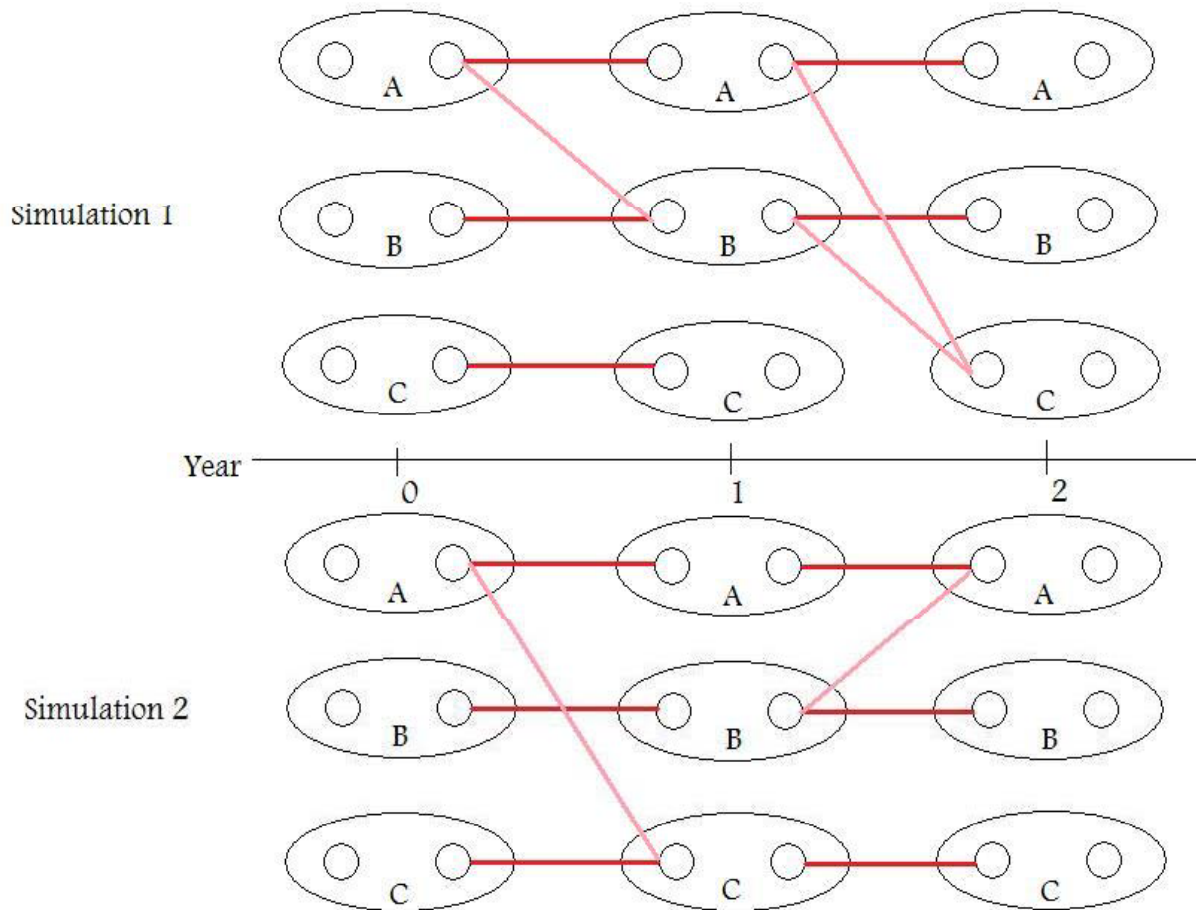 A A A
Simulation 1
B B B
C C C
Year
0 1 2
A A A
Simulation 2
B B B
C C C